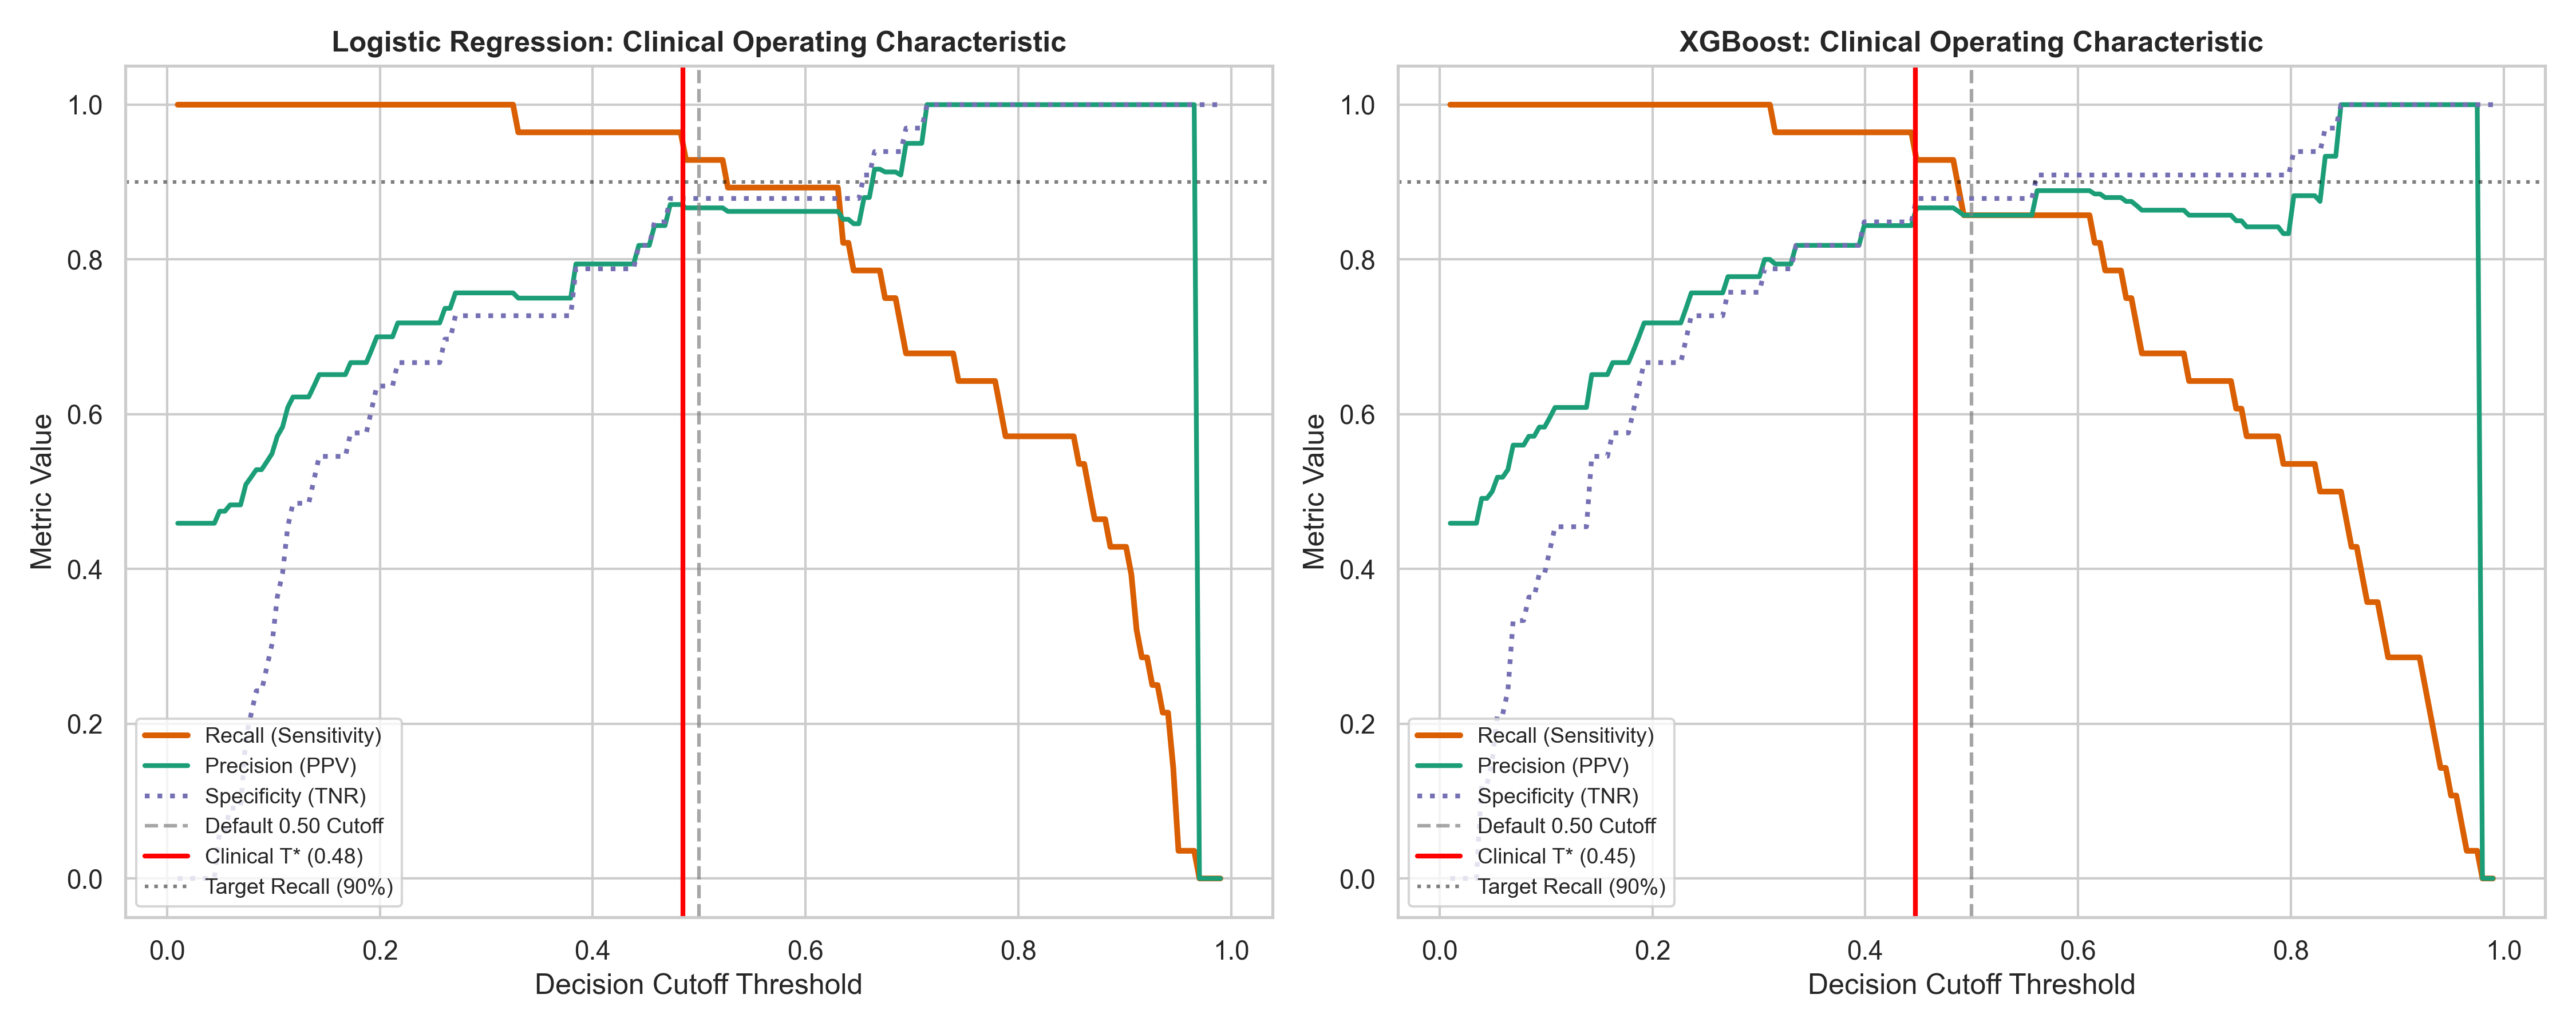 Logistic Regression: Clinical Operating Characteristic
1.0
0.8
0.6
0.4
0.2
0.0
Metric Value
Recall (Sensitivity)
Precision (PPV)
Specificity (TNR)
Default 0.50 Cutoff
Clinical T* (0.48)
Target Recall (90%)
0.0 0.2 0.4 0.6 0.8 1.0
Decision Cutoff Threshold
XGBoost: Clinical Operating Characteristic
1.0
0.8
0.6
0.4
0.2
0.0
Metric Value
Recall (Sensitivity)
Precision (PPV)
Specificity (TNR)
Default 0.50 Cutoff
Clinical T* (0.45)
Target Recall (90%)
0.0 0.2 0.4 0.6 0.8 1.0
Decision Cutoff Threshold